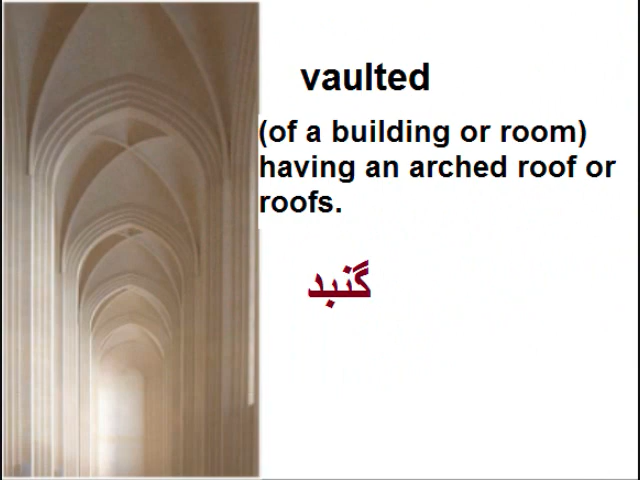 vaulted
(of a building or room)
having an arched roof or
roofs.
گنبد